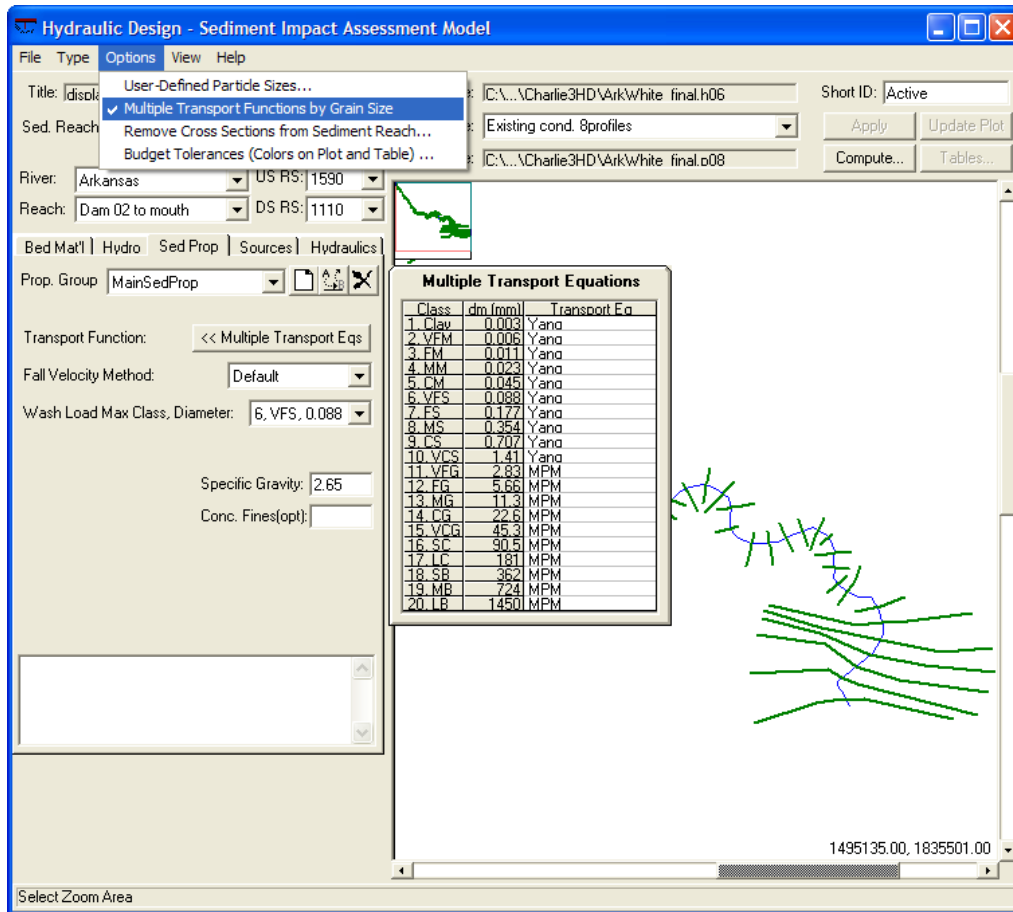 Hydraulic Design - Sediment Impact Assessment Model
File Type Options View Help
User-Defined Particle Sizes...
Multiple Transport Functions by Grain Size
Remove Cross Sections from Sediment Reach...
Budget Tolerances (Colors on Plot and Table) ...
Title: displa
C:\...\Charlie3HD\ArkWhite_final.h06
Short ID: Active
Sed. Reach
Existing cond. 8profiles
Apply Update Plot
C:\...\Charlie3HD\ArkWhite_final.p08
Compute... Tables...
River: Arkansas US RS: 1590
Reach: Dam 02 to mouth DS RS: 1110
Bed Mat'l Hydro Sed Prop Sources Hydraulics
Prop. Group MainSedProp
Transport Function: << Multiple Transport Eqs
Fall Velocity Method: Default
Wash Load Max Class, Diameter: 6, VFS, 0.088
Specific Gravity: 2.65
Conc. Fines(opt):
Multiple Transport Equations
Class dm (mm) Transport Eq
1. Clay 0.003 Yang
2. VFM 0.006 Yang
3. FM 0.011 Yang
4. MM 0.023 Yang
5. CM 0.045 Yang
6. VFS 0.088 Yang
7. FS 0.177 Yang
8. MS 0.354 Yang
9. CS 0.707 Yang
10. VCS 1.41 Yang
11. VFG 2.83 MPM
12. FG 5.66 MPM
13. MG 11.3 MPM
14. CG 22.6 MPM
15. VCG 45.3 MPM
16. SC 90.5 MPM
17. LC 181 MPM
18. SB 362 MPM
19. MB 724 MPM
20. LB 1450 MPM
1495135.00, 1835501.00
Select Zoom Area